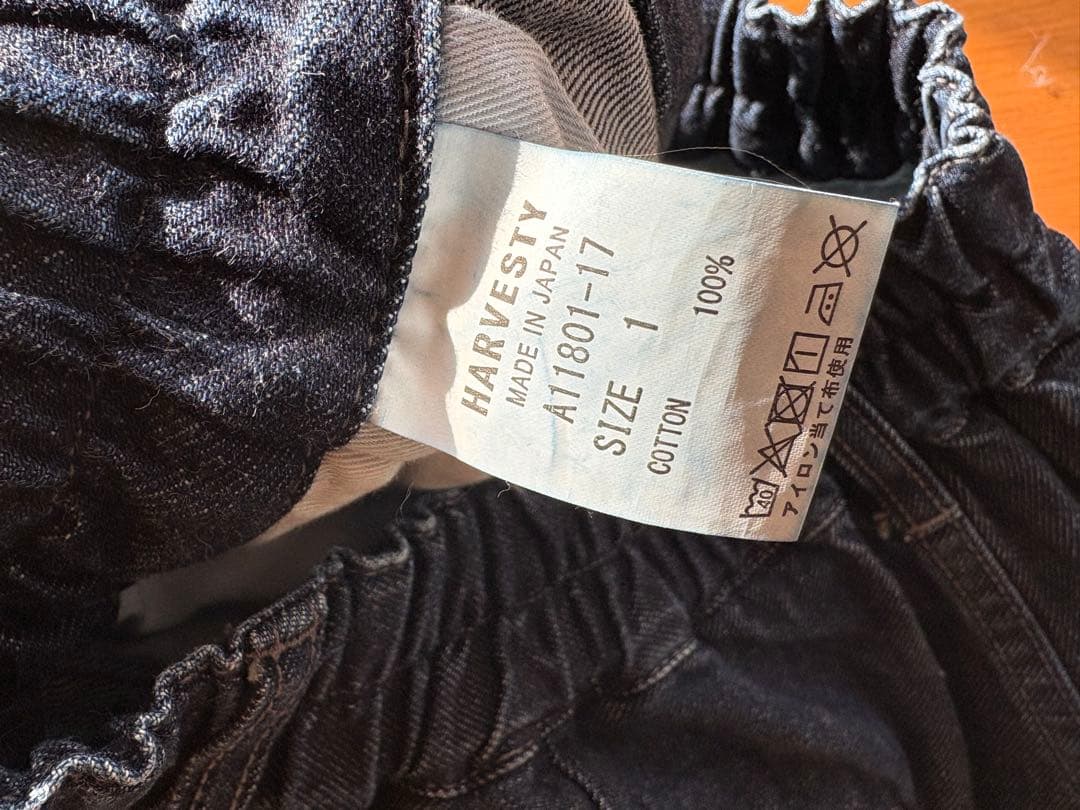 HARVESTY
MADE IN JAPAN
A11801-17
SIZE 1
COTTON 100%
40
アイロン当て布使用